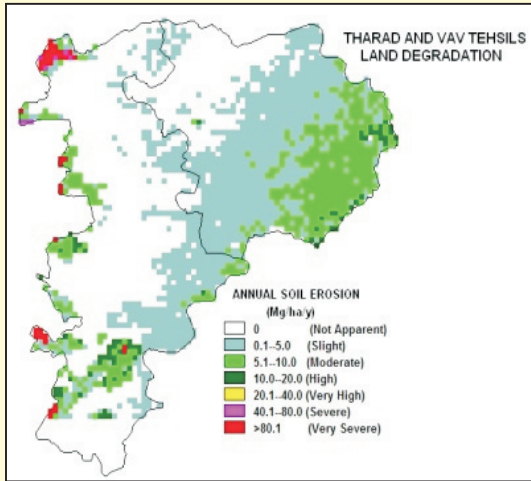 THARAD AND VAV TEHSILS
LAND DEGRADATION
ANNUAL SOIL EROSION
(Mg/ha/y)
0 (Not Apparent)
0.1--5.0 (Slight)
5.1--10.0 (Moderate)
10.0--20.0 (High)
20.1--40.0 (Very High)
40.1--80.0 (Severe)
>80.1 (Very Severe)